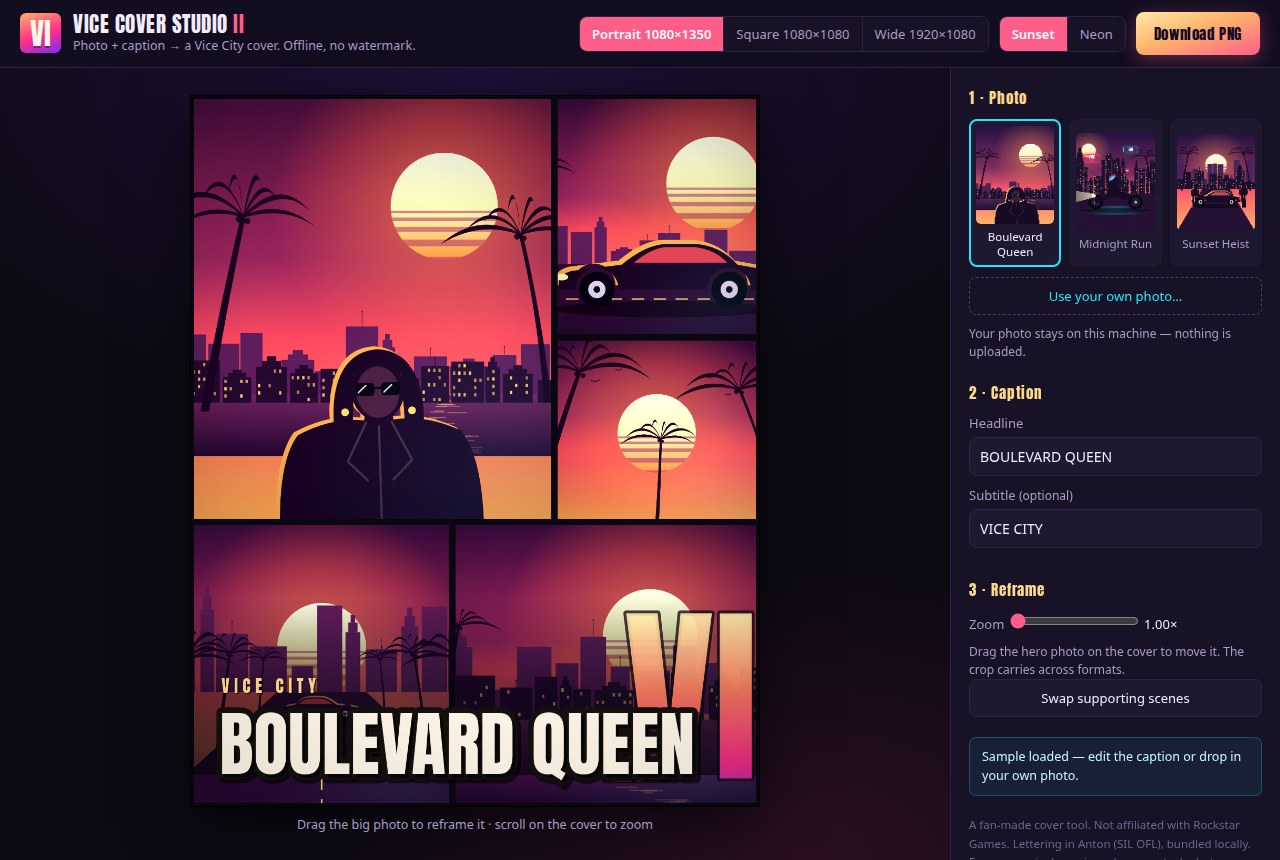 VI
VICE COVER STUDIO II
Photo + caption → a Vice City cover. Offline, no watermark.
Portrait 1080×1350
Square 1080×1080
Wide 1920×1080
Sunset
Neon
Download PNG
VICE CITY
BOULEVARD QUEEN
VI
Drag the big photo to reframe it · scroll on the cover to zoom
1 · Photo
Boulevard
Queen
Midnight Run
Sunset Heist
Use your own photo…
Your photo stays on this machine — nothing is
uploaded.
2 · Caption
Headline
BOULEVARD QUEEN
Subtitle (optional)
VICE CITY
3 · Reframe
Zoom
1.00×
Drag the hero photo on the cover to move it. The
crop carries across formats.
Swap supporting scenes
Sample loaded — edit the caption or drop in
your own photo.
A fan-made cover tool. Not affiliated with Rockstar
Games. Lettering in Anton (SIL OFL), bundled locally.